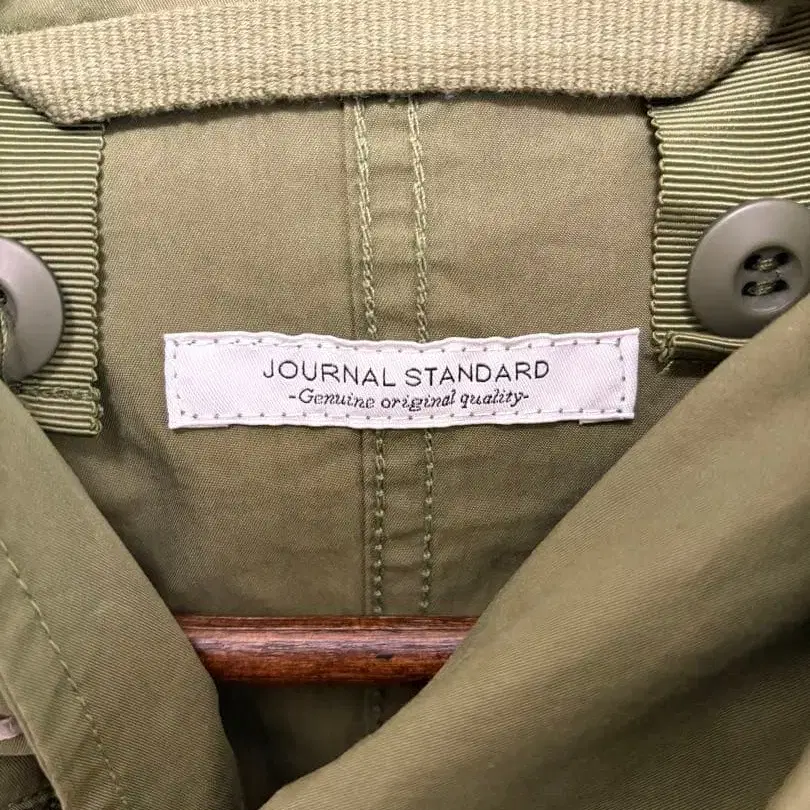 JOURNAL STANDARD
-Genuine original quality-